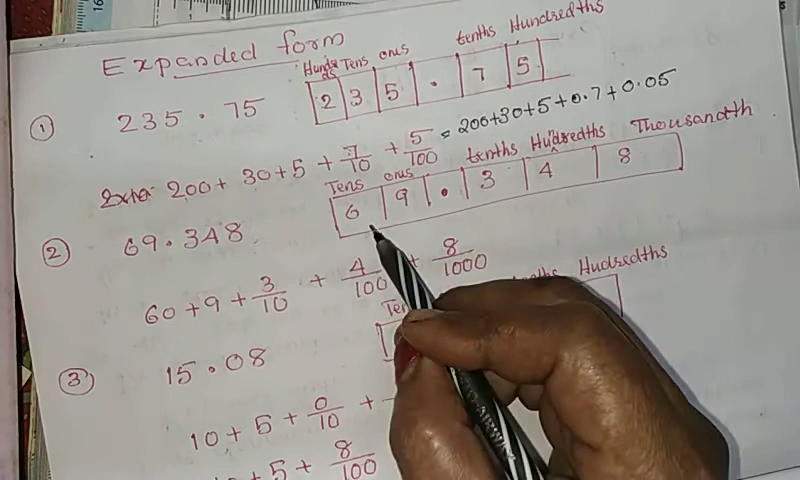 Expanded form
Hundreds Tens ones tenths Hundredths
① 235.75 2 3 5 . 7 5
200 + 30 + 5 + 7/10 + 5/100 = 200+30+5+0.7+0.05
Tens ones tenths Hundredths Thousandth
② 69.348 6 9 . 3 4 8
60 + 9 + 3/10 + 4/100 + 8/1000
Hudredths
③ 15.08
10 + 5 + 0/10 +
+ 5 + 8/100